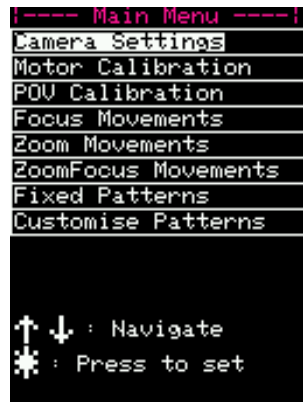 !---- Main Menu ----!
Camera Settings
Motor Calibration
POV Calibration
Focus Movements
Zoom Movements
ZoomFocus Movements
Fixed Patterns
Customise Patterns
↑ ↓ : Navigate
✷ : Press to set